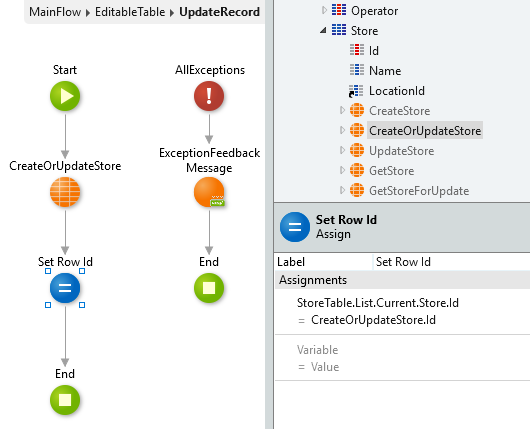 MainFlow ▸ EditableTable ▸ UpdateRecord
Start
AllExceptions
CreateOrUpdateStore
ExceptionFeedback
Message
Set Row Id
End
End
Operator
Store
Id
Name
LocationId
CreateStore
CreateOrUpdateStore
UpdateStore
GetStore
GetStoreForUpdate
Set Row Id
Assign
Label Set Row Id
Assignments
StoreTable.List.Current.Store.Id
= CreateOrUpdateStore.Id
Variable
= Value